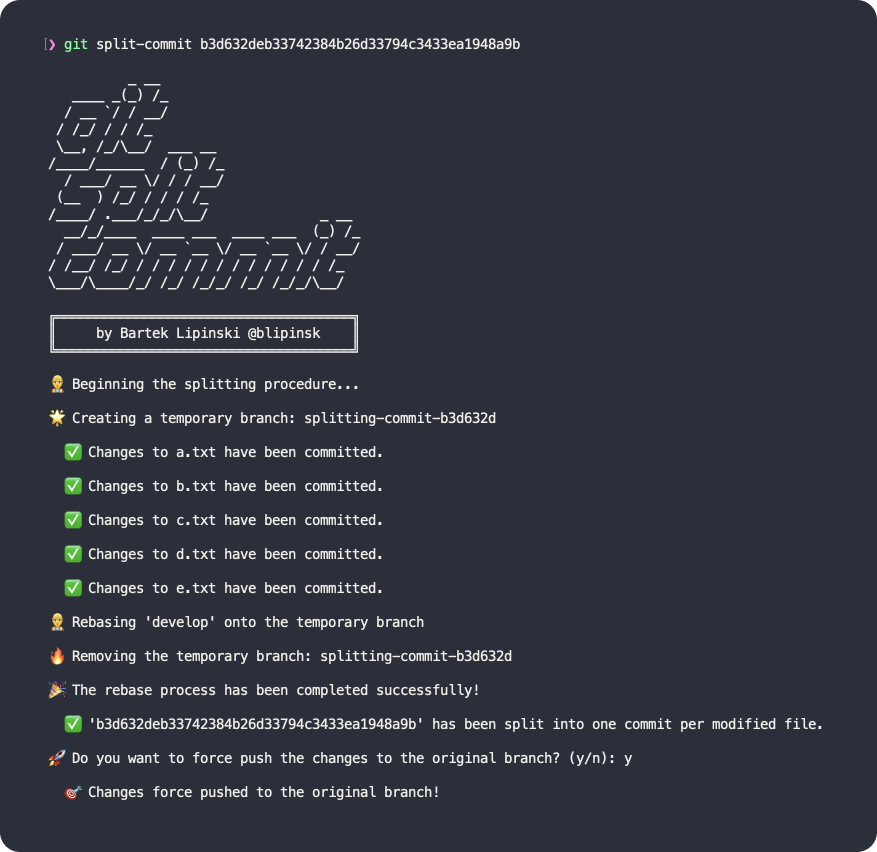 ❯ git split-commit b3d632deb33742384b26d33794c3433ea1948a9b
git
split
commit
by Bartek Lipinski @blipinsk
👷 Beginning the splitting procedure...
🌟 Creating a temporary branch: splitting-commit-b3d632d
✅ Changes to a.txt have been committed.
✅ Changes to b.txt have been committed.
✅ Changes to c.txt have been committed.
✅ Changes to d.txt have been committed.
✅ Changes to e.txt have been committed.
👷 Rebasing 'develop' onto the temporary branch
🔥 Removing the temporary branch: splitting-commit-b3d632d
🎉 The rebase process has been completed successfully!
✅ 'b3d632deb33742384b26d33794c3433ea1948a9b' has been split into one commit per modified file.
🚀 Do you want to force push the changes to the original branch? (y/n): y
🎯 Changes force pushed to the original branch!